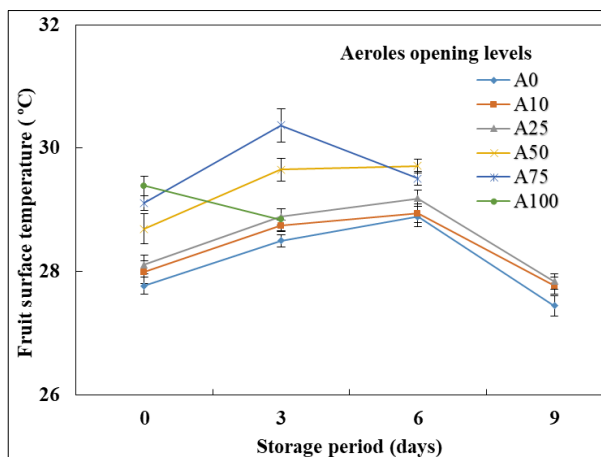 32
30
28
26
Fruit surface temperature ( °C)
Aeroles opening levels
A0
A10
A25
A50
A75
A100
0 3 6 9
Storage period (days)